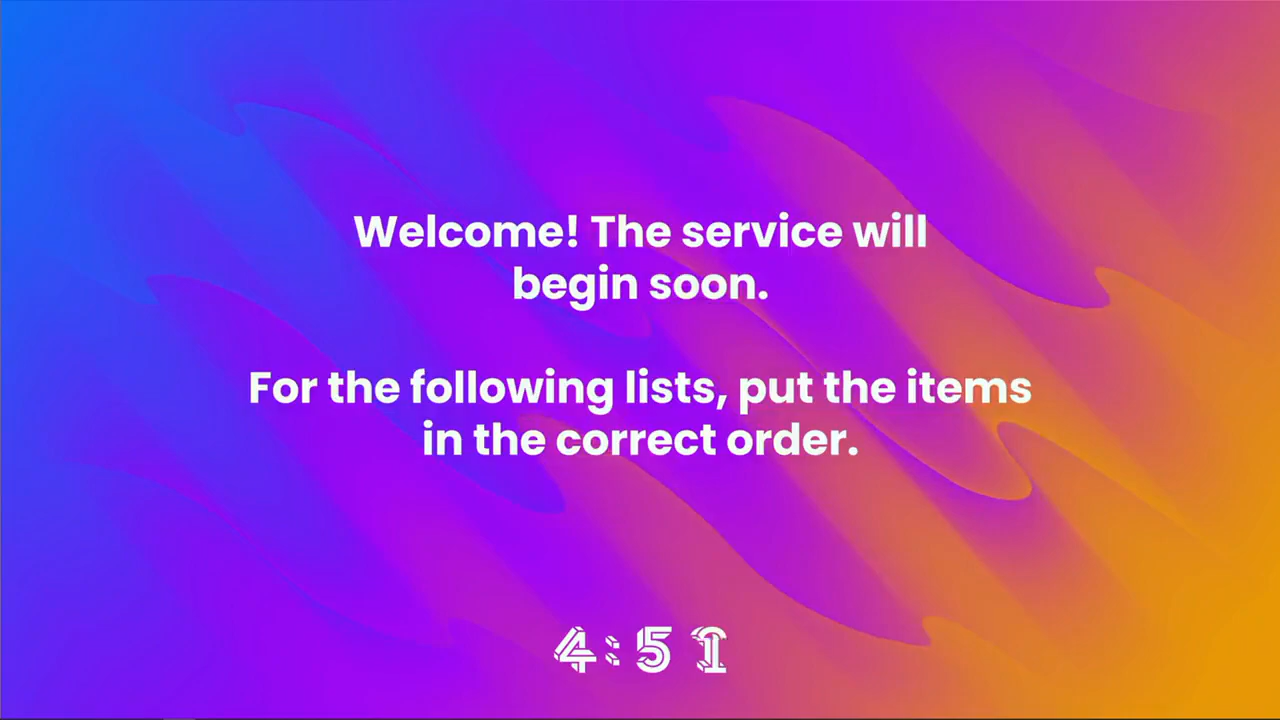 Welcome! The service will
begin soon.
For the following lists, put the items
in the correct order.
4:51